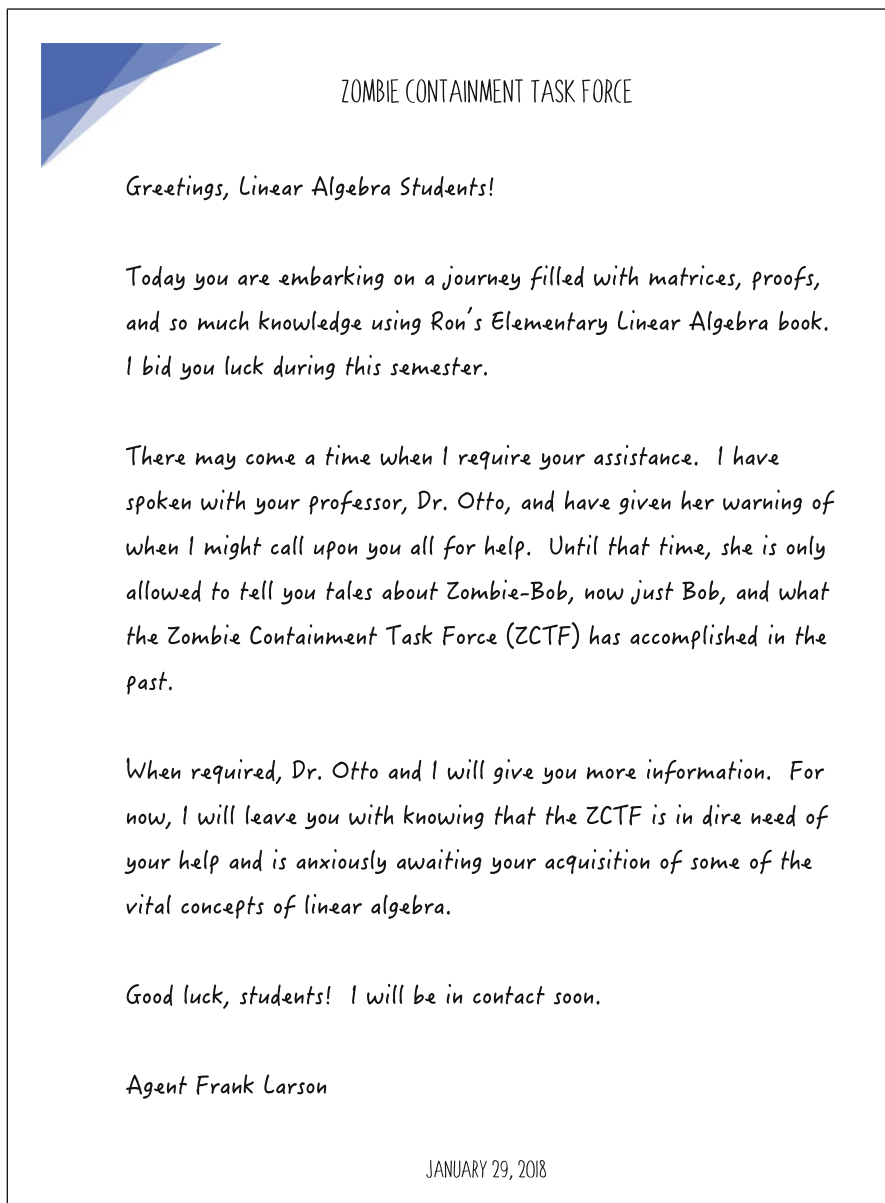 ZOMBIE CONTAINMENT TASK FORCE
Greetings, Linear Algebra Students!
Today you are embarking on a journey filled with matrices, proofs,
and so much knowledge using Ron's Elementary Linear Algebra book.
I bid you luck during this semester.
There may come a time when I require your assistance. I have
spoken with your professor, Dr. Otto, and have given her warning of
when I might call upon you all for help. Until that time, she is only
allowed to tell you tales about Zombie-Bob, now just Bob, and what
the Zombie Containment Task Force (ZCTF) has accomplished in the
past.
When required, Dr. Otto and I will give you more information. For
now, I will leave you with knowing that the ZCTF is in dire need of
your help and is anxiously awaiting your acquisition of some of the
vital concepts of linear algebra.
Good luck, students! I will be in contact soon.
Agent Frank Larson
JANUARY 29, 2018